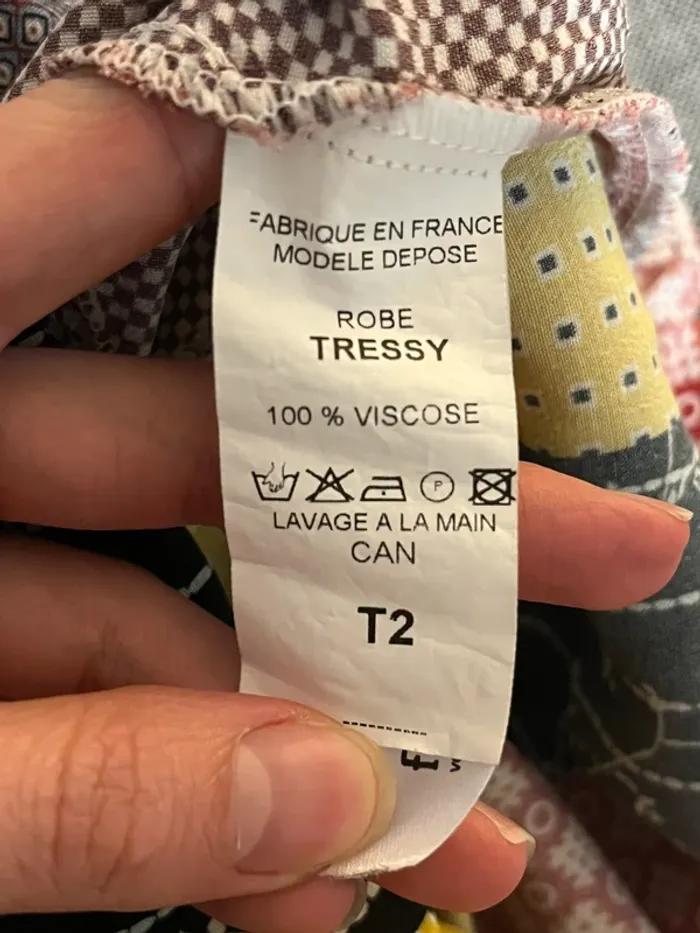 FABRIQUE EN FRANCE
MODELE DEPOSE
ROBE
TRESSY
100 % VISCOSE
P
LAVAGE A LA MAIN
CAN
T2